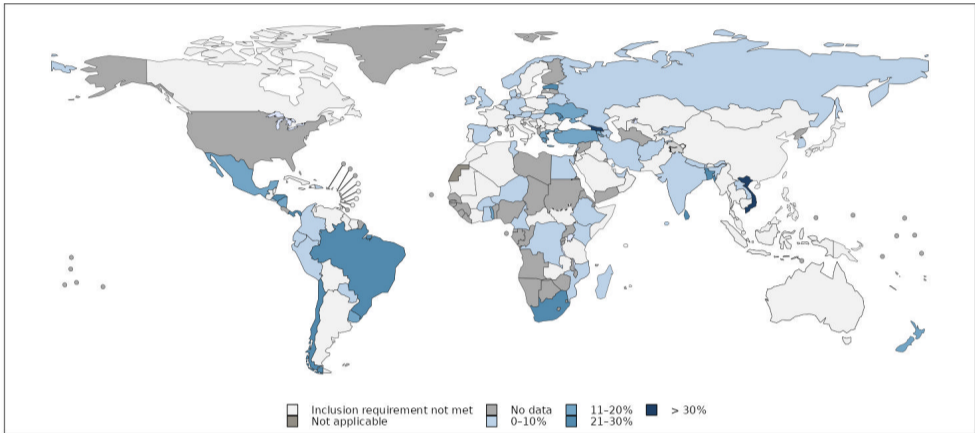 Inclusion requirement not met No data 11–20% > 30%
Not applicable 0–10% 21–30%